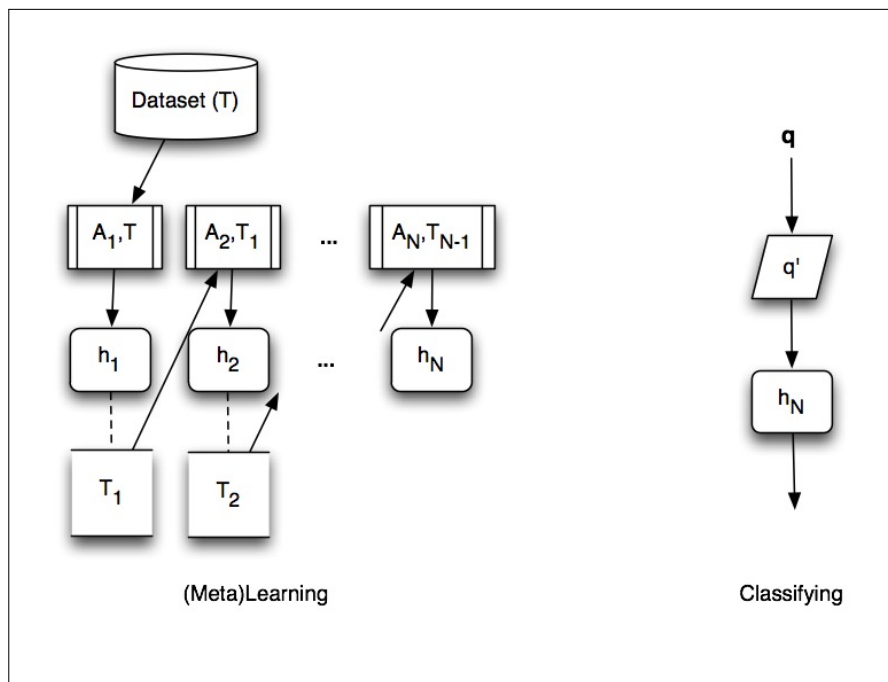 Dataset (T)
q
A1,T
A2,T1
...
AN,TN-1
q'
h1
h2
...
hN
hN
T1
T2
(Meta)Learning
Classifying